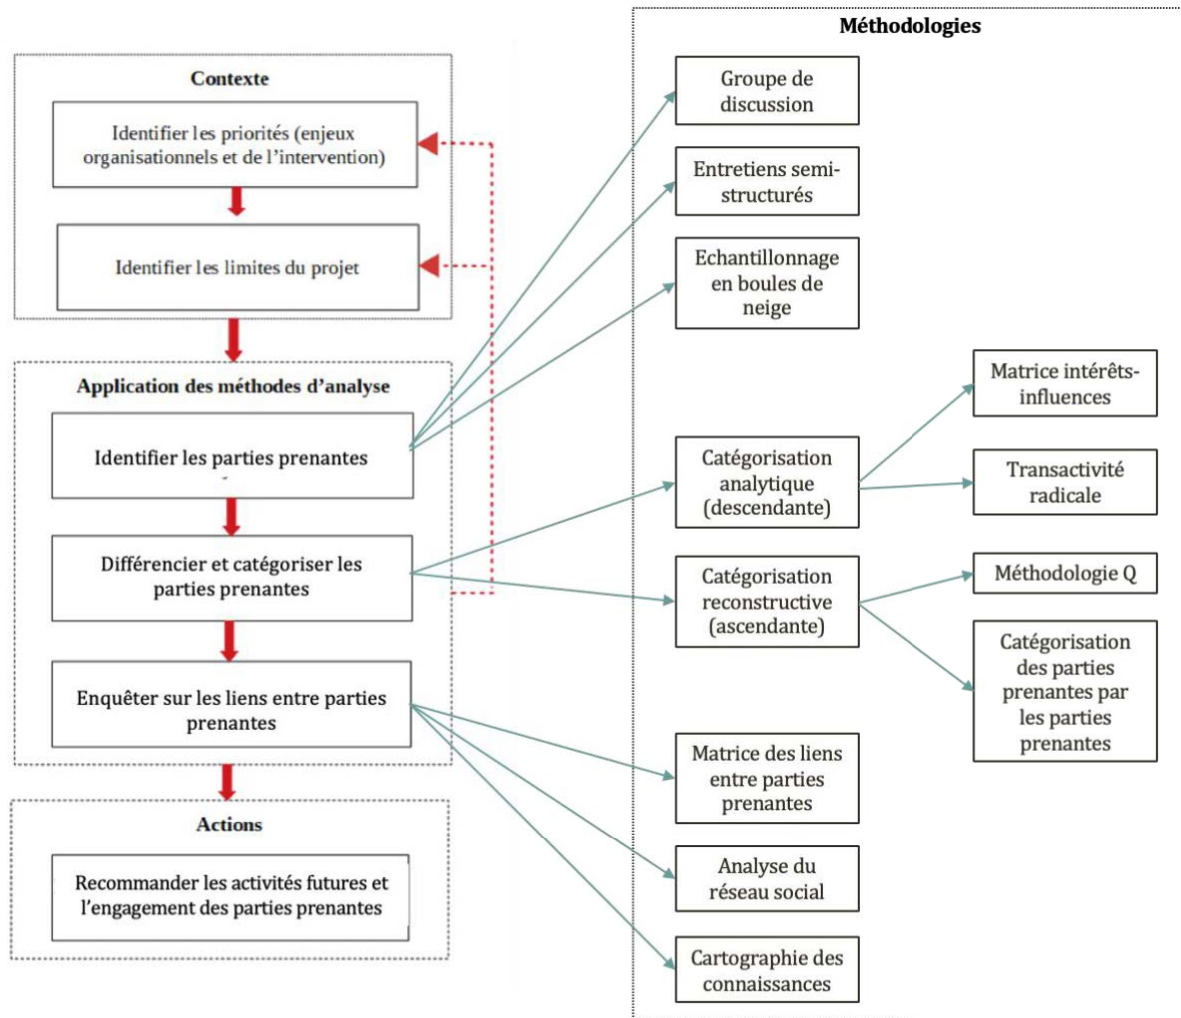 Méthodologies
Contexte
Identifier les priorités (enjeux
organisationnels et de l'intervention)
Identifier les limites du projet
Application des méthodes d'analyse
Identifier les parties prenantes
Différencier et catégoriser les
parties prenantes
Enquêter sur les liens entre parties
prenantes
Actions
Recommander les activités futures et
l'engagement des parties prenantes
Groupe de
discussion
Entretiens semi-
structurés
Echantillonnage
en boules de
neige
Catégorisation
analytique
(descendante)
Catégorisation
reconstructive
(ascendante)
Matrice des liens
entre parties
prenantes
Analyse du
réseau social
Cartographie des
connaissances
Matrice intérêts-
influences
Transactivité
radicale
Méthodologie Q
Catégorisation
des parties
prenantes par
les parties
prenantes